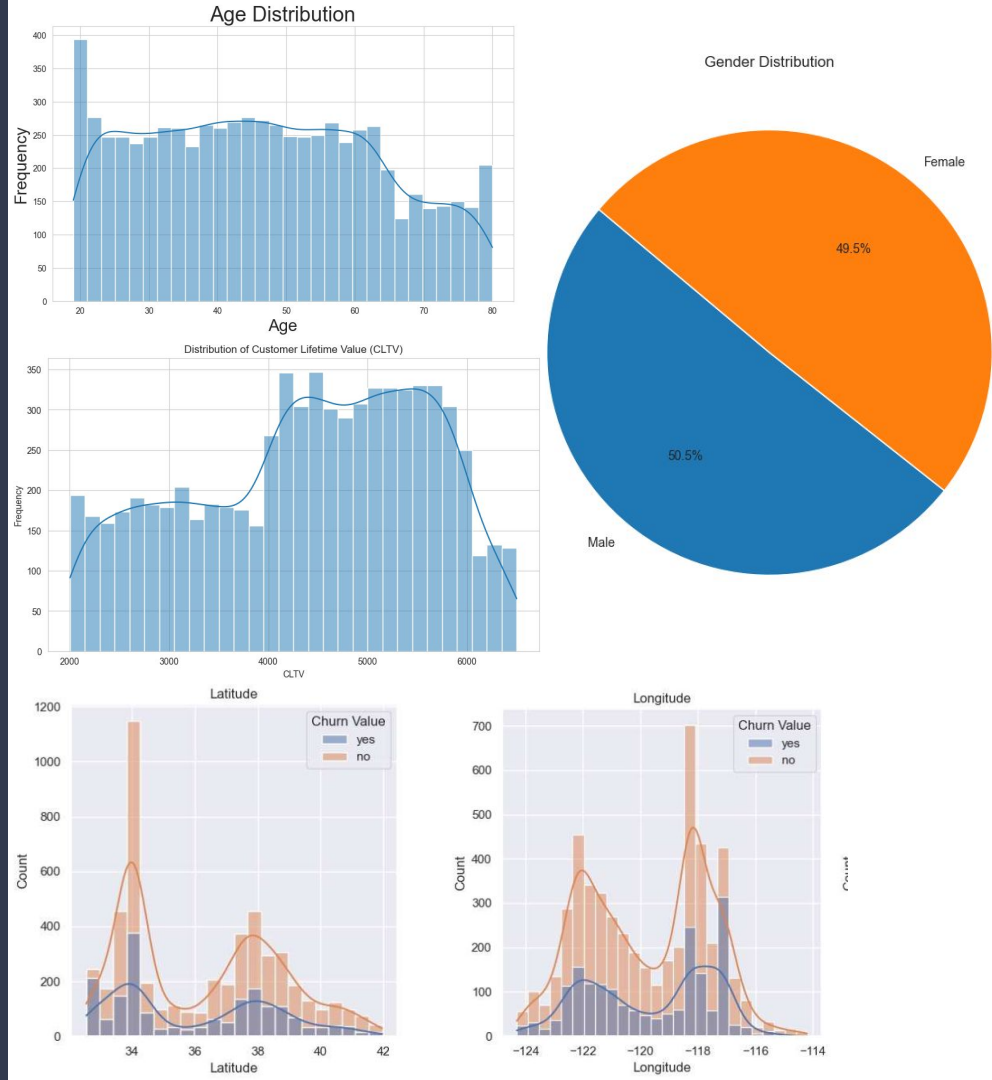 Age Distribution
400
350
300
250
200
150
100
50
0
Frequency
20
30
40
50
60
70
80
Age
Gender Distribution
Female
49.5%
50.5%
Male
Distribution of Customer Lifetime Value (CLTV)
350
300
250
200
150
100
50
0
Frequency
2000
3000
4000
5000
6000
CLTV
Latitude
1200
1000
800
600
400
200
0
Count
Churn Value
yes
no
34
36
38
40
42
Latitude
Longitude
700
600
500
400
300
200
100
0
Count
Churn Value
yes
no
−124
−122
−120
−118
−116
−114
Longitude